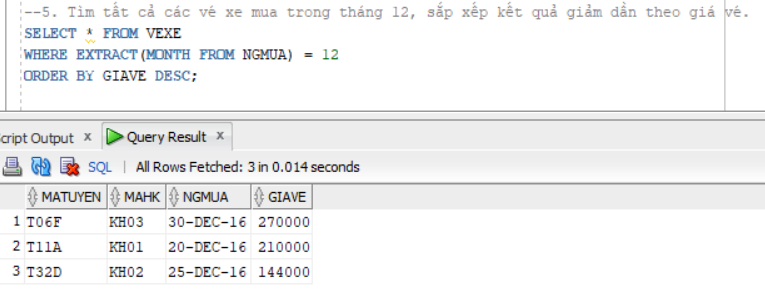 --5. Tìm tất cả các vé xe mua trong tháng 12, sắp xếp kết quả giảm dần theo giá vé.
SELECT * FROM VEXE
WHERE EXTRACT(MONTH FROM NGMUA) = 12
ORDER BY GIAVE DESC;
cript Output x Query Result x
SQL | All Rows Fetched: 3 in 0.014 seconds
MATUYEN MAHK NGMUA GIAVE
1 T06F KH03 30-DEC-16 270000
2 T11A KH01 20-DEC-16 210000
3 T32D KH02 25-DEC-16 144000